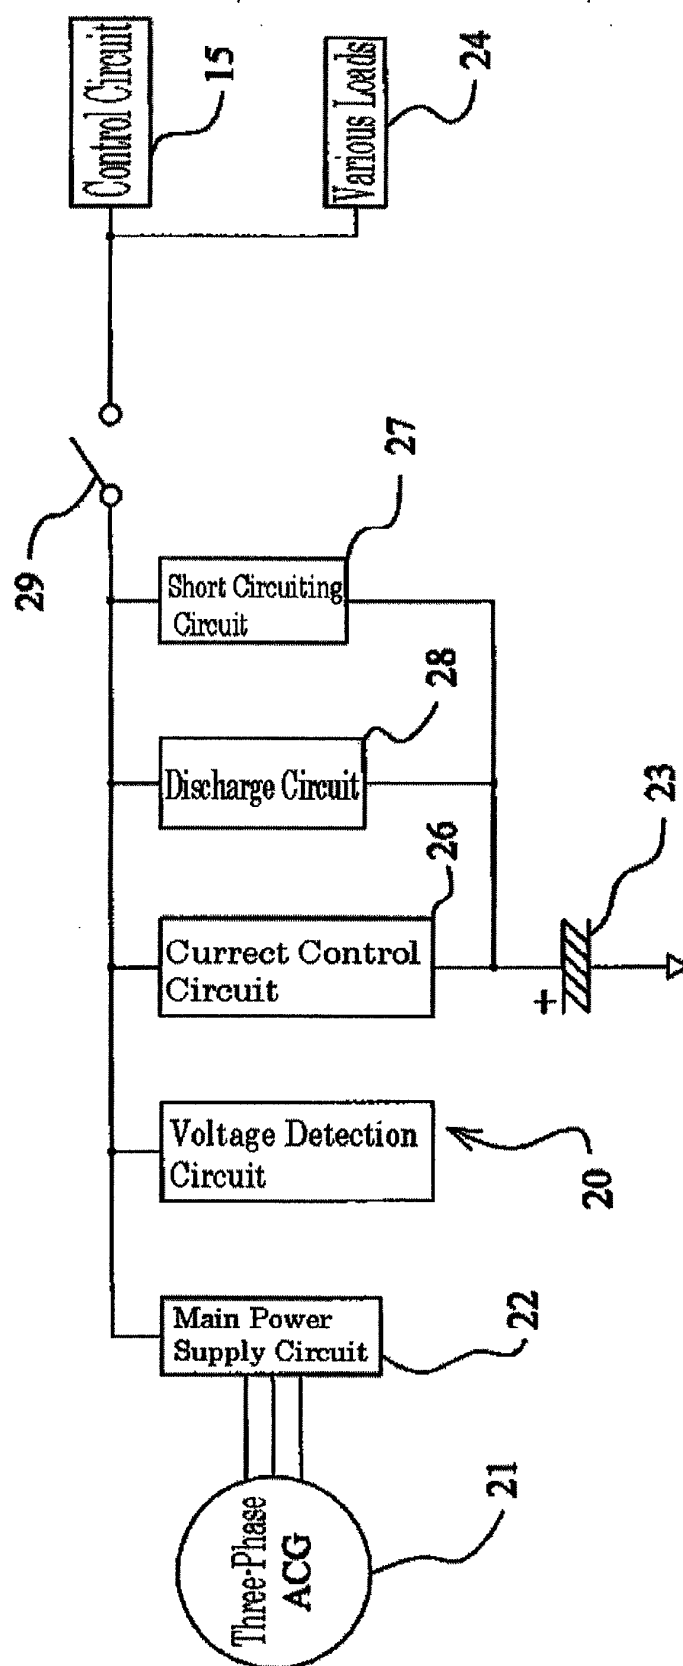 Control Circuit
15
Various Loads
24
29
Short Circuiting
Circuit
27
Discharge Circuit
28
Currect Control
Circuit
26
+
23
Voltage Detection
Circuit
20
Main Power
Supply Circuit
22
Three-Phase
ACG
21